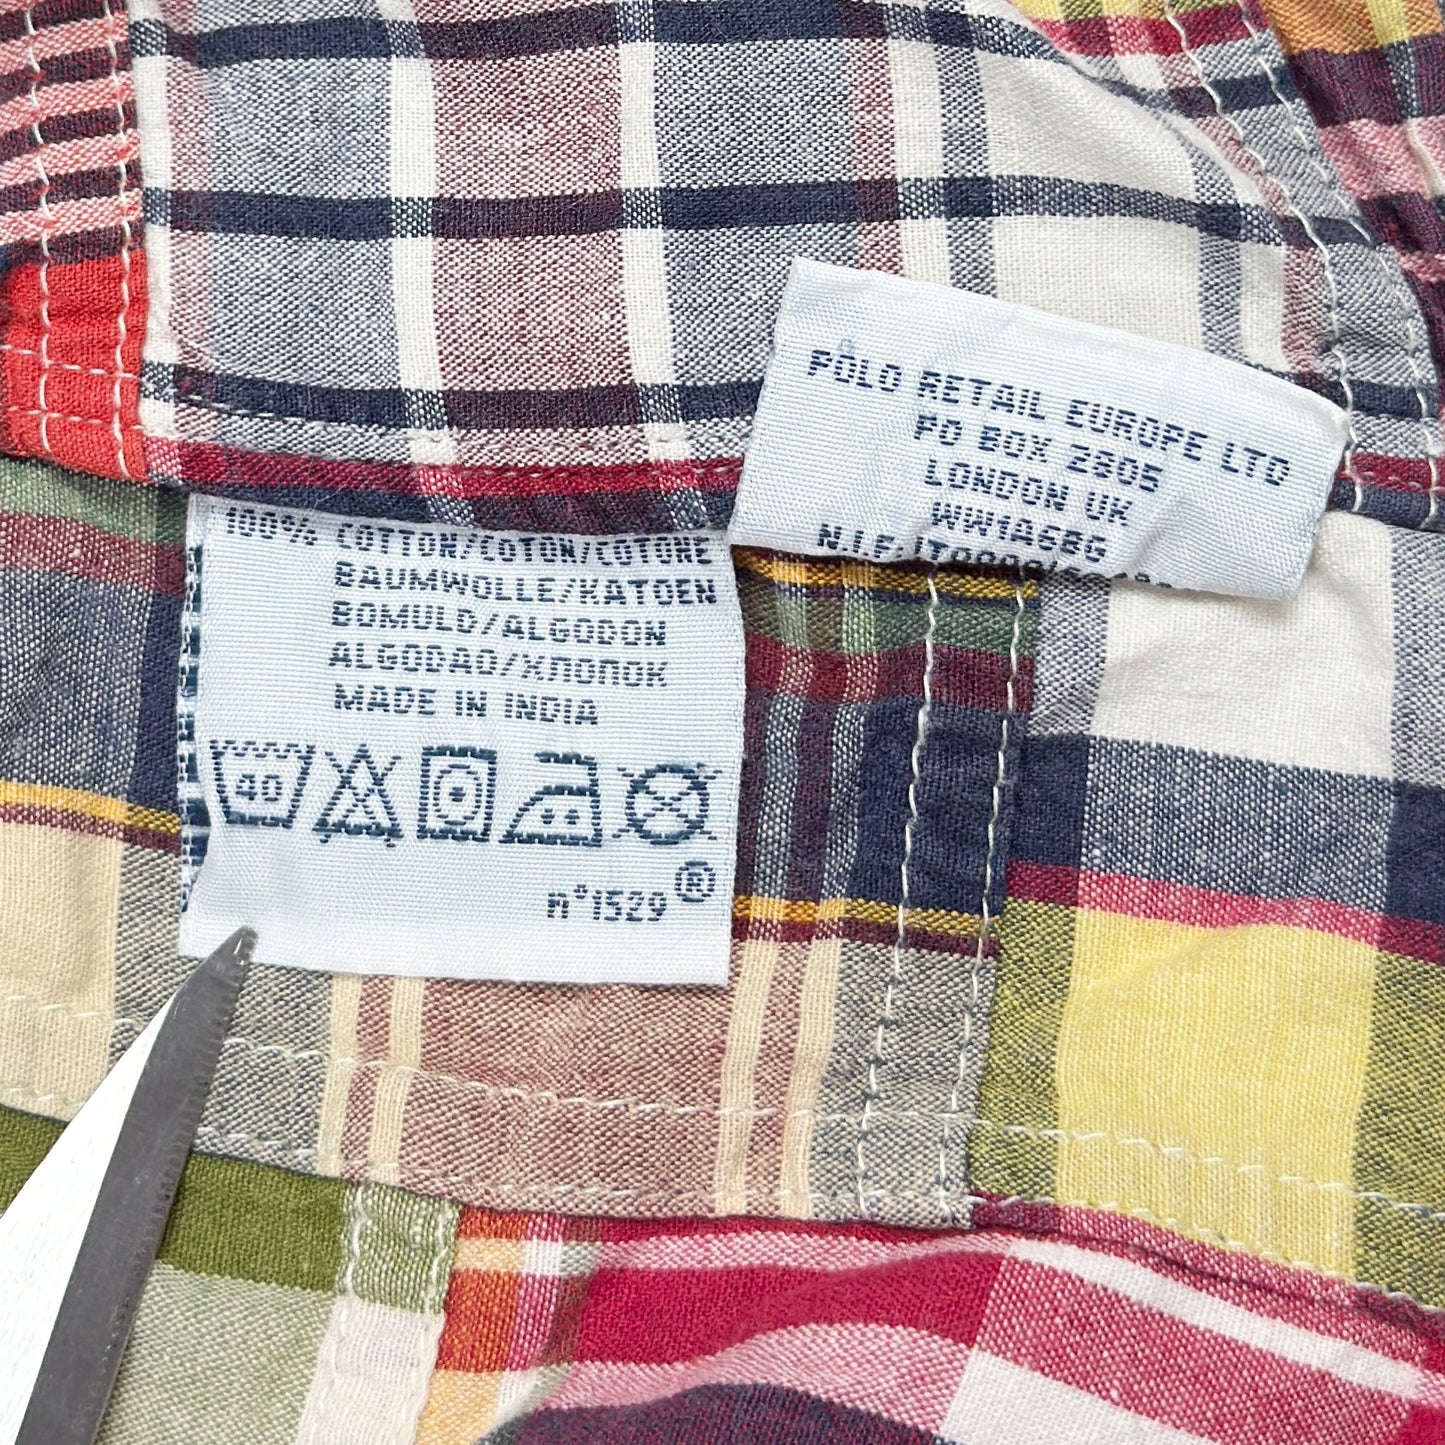 100% COTTON/COTON/COTONE
BAUMWOLLE/KATOEN
BOMULD/ALGODON
ALGODAO/ХЛОПОК
MADE IN INDIA
40
n°1529 ®
POLO RETAIL EUROPE LTD
PO BOX 2805
LONDON UK
WW1A6BG
N.I.F.